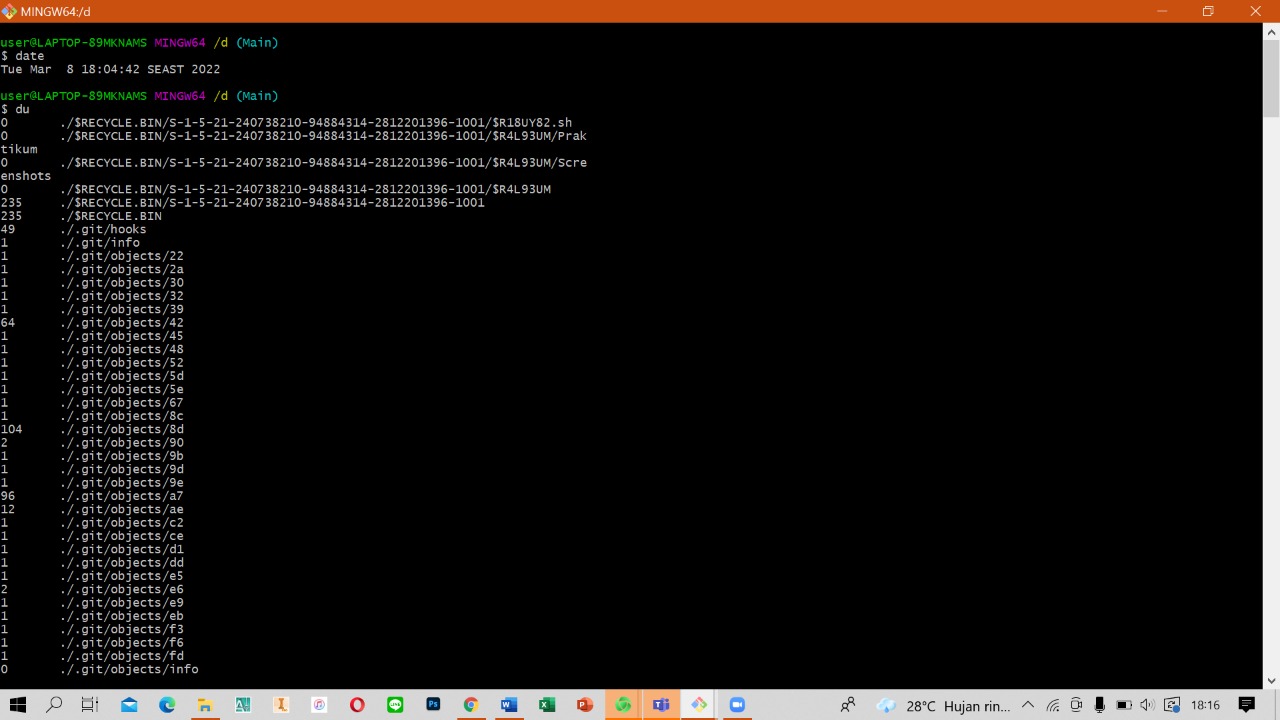 MINGW64:/d
user@LAPTOP-89MKNAMS MINGW64 /d (Main)
$ date
Tue Mar  8 18:04:42 SEAST 2022
user@LAPTOP-89MKNAMS MINGW64 /d (Main)
$ du
0       ./$RECYCLE.BIN/S-1-5-21-240738210-94884314-2812201396-1001/$R18UY82.sh
0       ./$RECYCLE.BIN/S-1-5-21-240738210-94884314-2812201396-1001/$R4L93UM/Prak
tikum
0       ./$RECYCLE.BIN/S-1-5-21-240738210-94884314-2812201396-1001/$R4L93UM/Scre
enshots
0       ./$RECYCLE.BIN/S-1-5-21-240738210-94884314-2812201396-1001/$R4L93UM
235     ./$RECYCLE.BIN/S-1-5-21-240738210-94884314-2812201396-1001
235     ./$RECYCLE.BIN
49      ./.git/hooks
1       ./.git/info
1       ./.git/objects/22
1       ./.git/objects/2a
1       ./.git/objects/30
1       ./.git/objects/32
1       ./.git/objects/39
64      ./.git/objects/42
1       ./.git/objects/45
1       ./.git/objects/48
1       ./.git/objects/52
1       ./.git/objects/5d
1       ./.git/objects/5e
1       ./.git/objects/67
1       ./.git/objects/8c
104     ./.git/objects/8d
2       ./.git/objects/90
1       ./.git/objects/9b
1       ./.git/objects/9d
1       ./.git/objects/9e
96      ./.git/objects/a7
12      ./.git/objects/ae
1       ./.git/objects/c2
1       ./.git/objects/ce
1       ./.git/objects/d1
1       ./.git/objects/dd
1       ./.git/objects/e5
2       ./.git/objects/e6
1       ./.git/objects/e9
1       ./.git/objects/eb
1       ./.git/objects/f3
1       ./.git/objects/f6
1       ./.git/objects/fd
0       ./.git/objects/info
28°C Hujan rin... 18:16